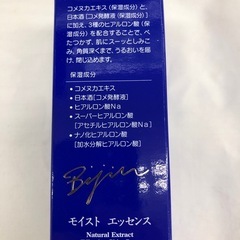 コメヌカエキス(保湿成分)と、
日本酒[コメ発酵液(保湿成分)]
に加え、3種のヒアルロン酸(保
湿成分)を配合することで、べ
たつかず、肌にスーッとしみこ
み、角質深くまで、うるおいを届
け、閉じ込めます。
保湿成分
・コメヌカエキス
・日本酒[コメ発酵液]
・ヒアルロン酸Na
・スーパーヒアルロン酸
[アセチルヒアルロン酸Na]
・ナノ化ヒアルロン酸
[加水分解ヒアルロン酸]
Bijin
モイスト エッセンス
Natural Extract